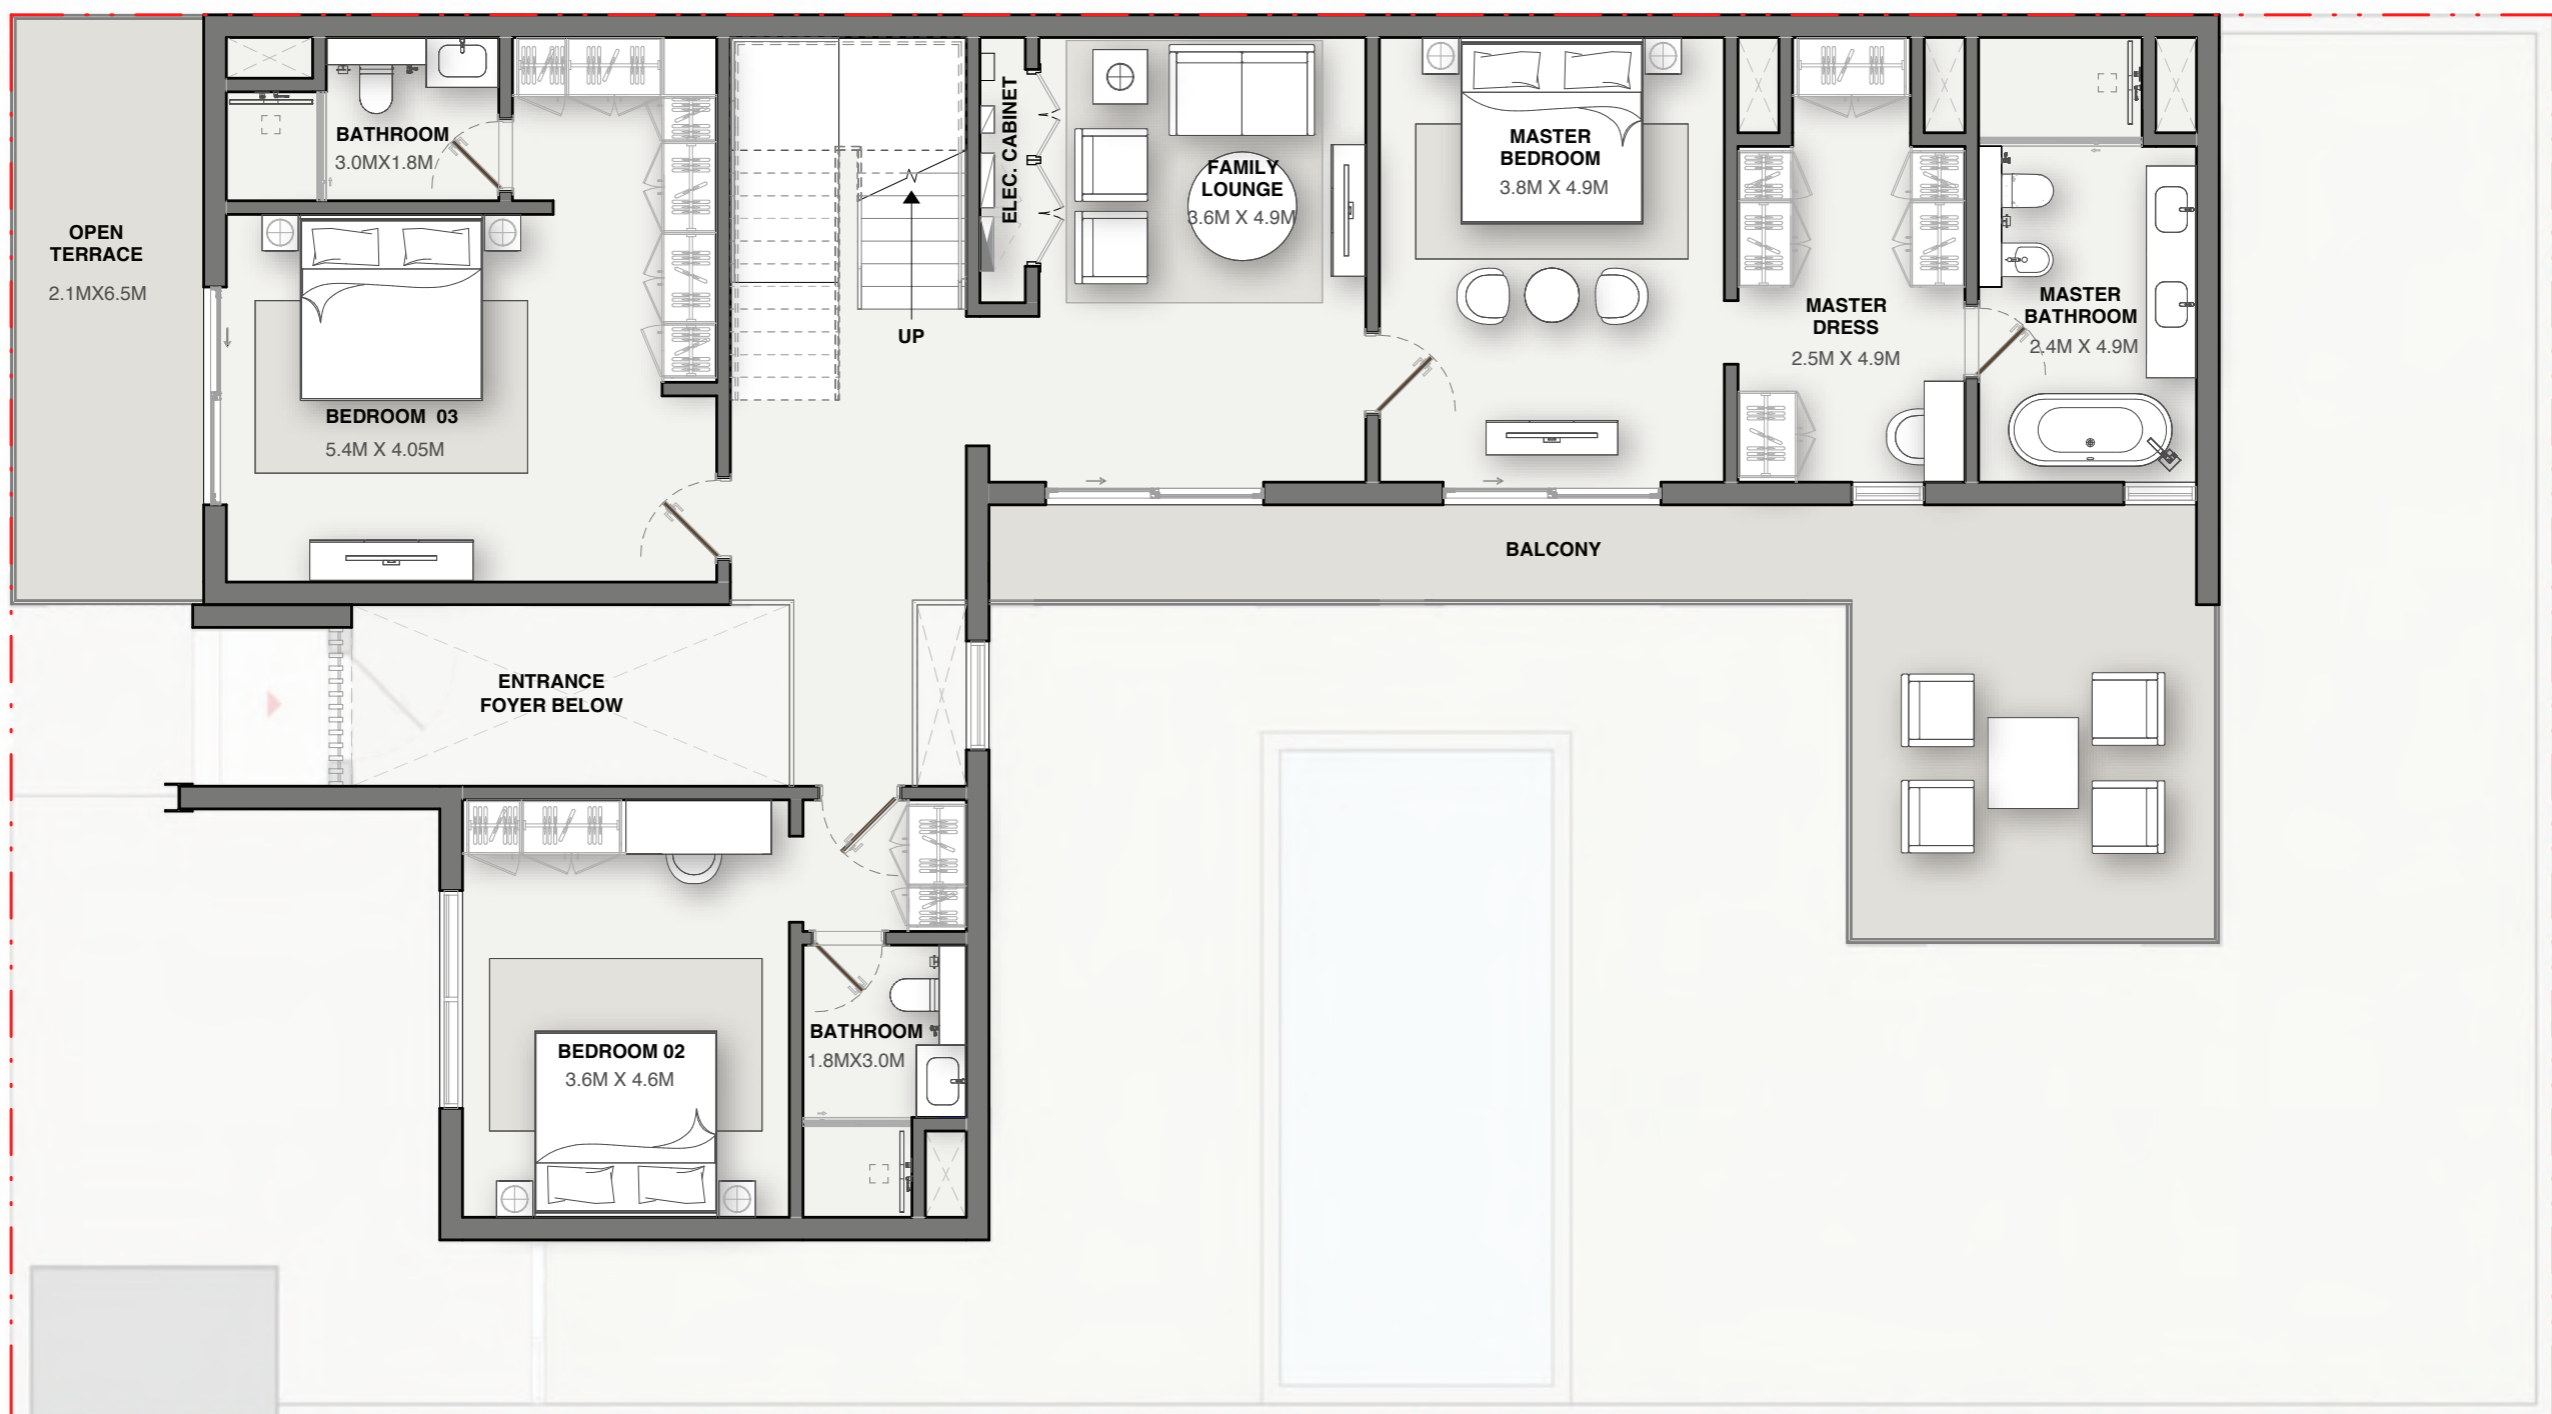 OPEN
TERRACE
2.1MX6.5M
BATHROOM
3.0MX1.8M
BEDROOM  03
5.4M X 4.05M
UP
ELEC. CABINET
FAMILY
LOUNGE
3.6M X 4.9M
MASTER
BEDROOM
3.8M X 4.9M
MASTER
DRESS
2.5M X 4.9M
MASTER
BATHROOM
2.4M X 4.9M
BALCONY
ENTRANCE
FOYER BELOW
BEDROOM 02
3.6M X 4.6M
BATHROOM
1.8MX3.0M